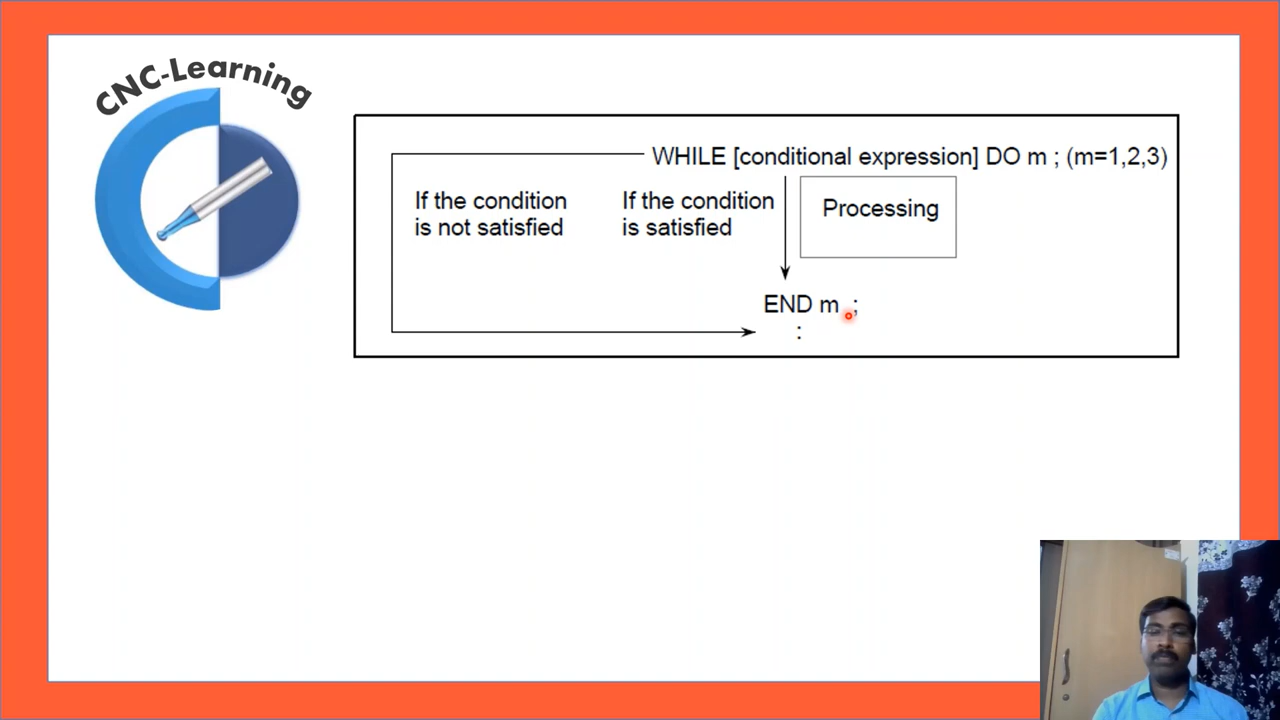 CNC-Learning
WHILE [conditional expression] DO m ; (m=1,2,3)
If the condition
is not satisfied
If the condition
is satisfied
Processing
END m ;
: